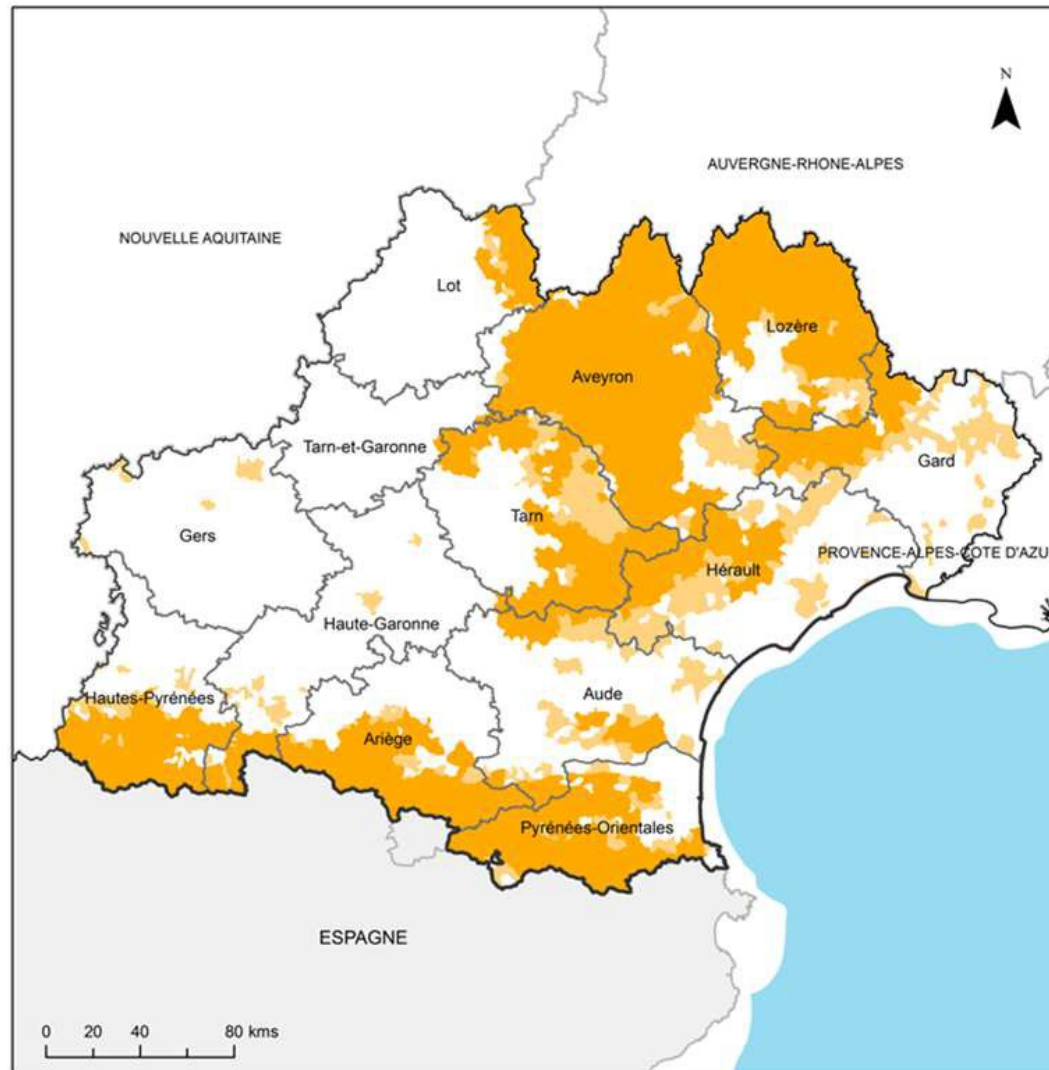 N
AUVERGNE-RHONE-ALPES
NOUVELLE AQUITAINE
Lot
Lozère
Aveyron
Tarn-et-Garonne
Gard
Tarn
Gers
PROVENCE-ALPES-COTE D'AZU
Hérault
Haute-Garonne
Hautes-Pyrénées
Aude
Ariège
Pyrénées-Orientales
ESPAGNE
0 20 40 80 kms